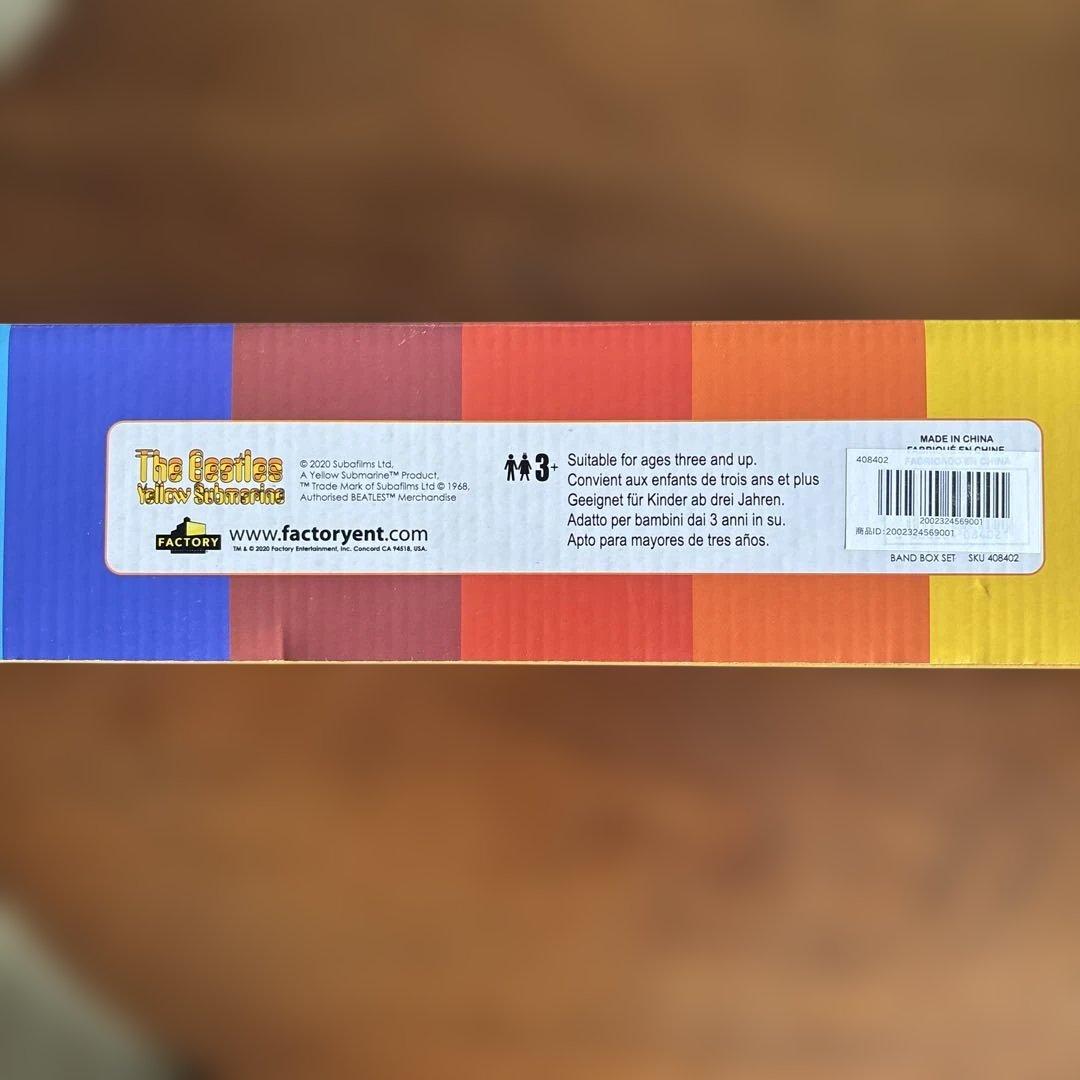 The Beatles
Yellow Submarine
© 2020 Subafilms Ltd,
A Yellow Submarine™ Product,
™ Trade Mark of Subafilms Ltd © 1968,
Authorised BEATLES™ Merchandise
FACTORY
www.factoryent.com
TM & © 2020 Factory Entertainment, Inc. Concord CA 94518, USA.
3+
Suitable for ages three and up.
Convient aux enfants de trois ans et plus
Geeignet für Kinder ab drei Jahren.
Adatto per bambini dai 3 anni in su.
Apto para mayores de tres años.
MADE IN CHINA
FABRIQUÉ EN CHINE
FABRICADO EN CHINA
408402
2002324569001
商品ID:2002324569001
BAND BOX SET SKU 408402